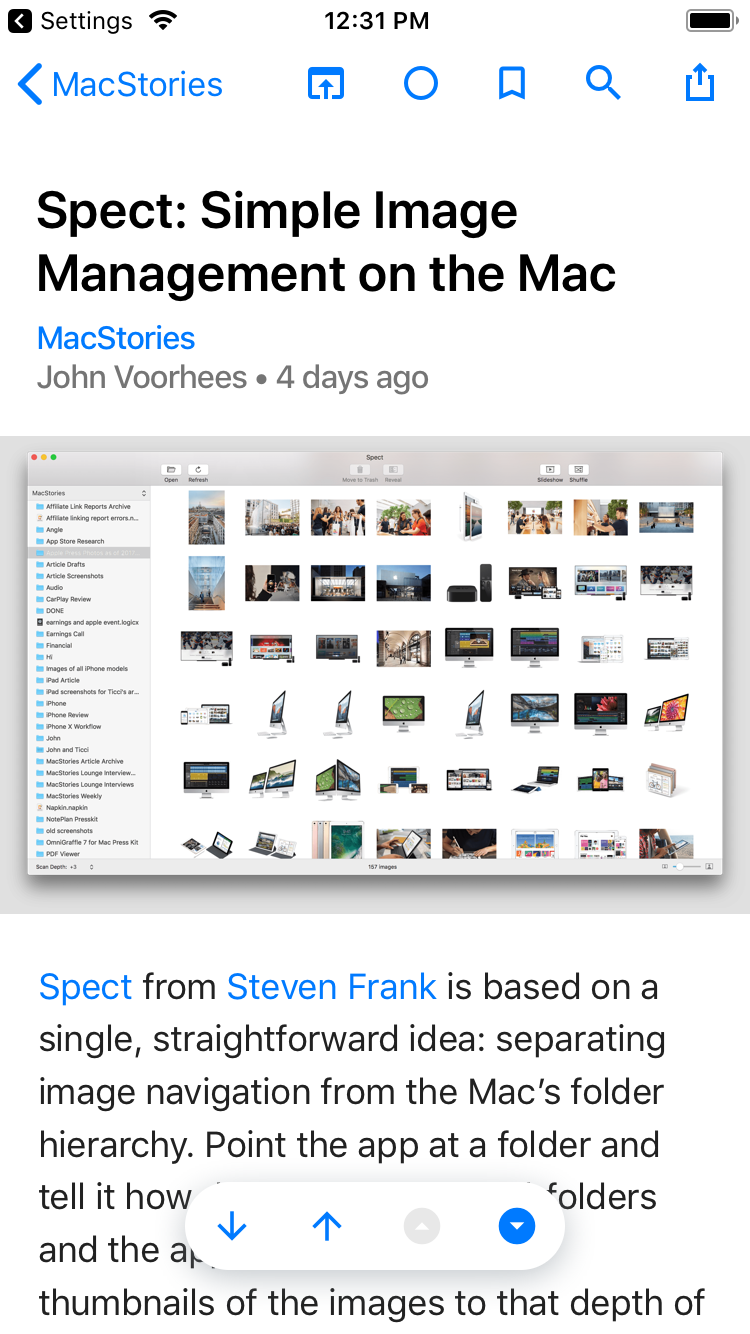 Settings 12:31 PM
MacStories
Spect: Simple Image
Management on the Mac
MacStories
John Voorhees • 4 days ago
Spect
Open Refresh Move to Trash Reveal Slideshow Shuffle
MacStories
Affiliate Link Reports Archive
Affiliate linking report errors.n...
Angle
App Store Research
Article Drafts
Article Screenshots
Audio
CarPlay Review
DONE
earnings and apple event.logicx
Earnings Call
Financial
Hi
Images of all iPhone models
iPad Article
iPad screenshots for Ticci's ar...
iPhone
iPhone Review
iPhone X Workflow
John
John and Ticci
MacStories Article Archive
MacStories Lounge Interview...
MacStories Lounge Interviews
MacStories Weekly
Napkin.napkin
NotePlan Presskit
old screenshots
OmniGraffle 7 for Mac Press Kit
PDF Viewer
Scan Depth: +3 157 images
Spect from Steven Frank is based on a
single, straightforward idea: separating
image navigation from the Mac’s folder
hierarchy. Point the app at a folder and
tell it how folders
and the
thumbnails of the images to that depth of